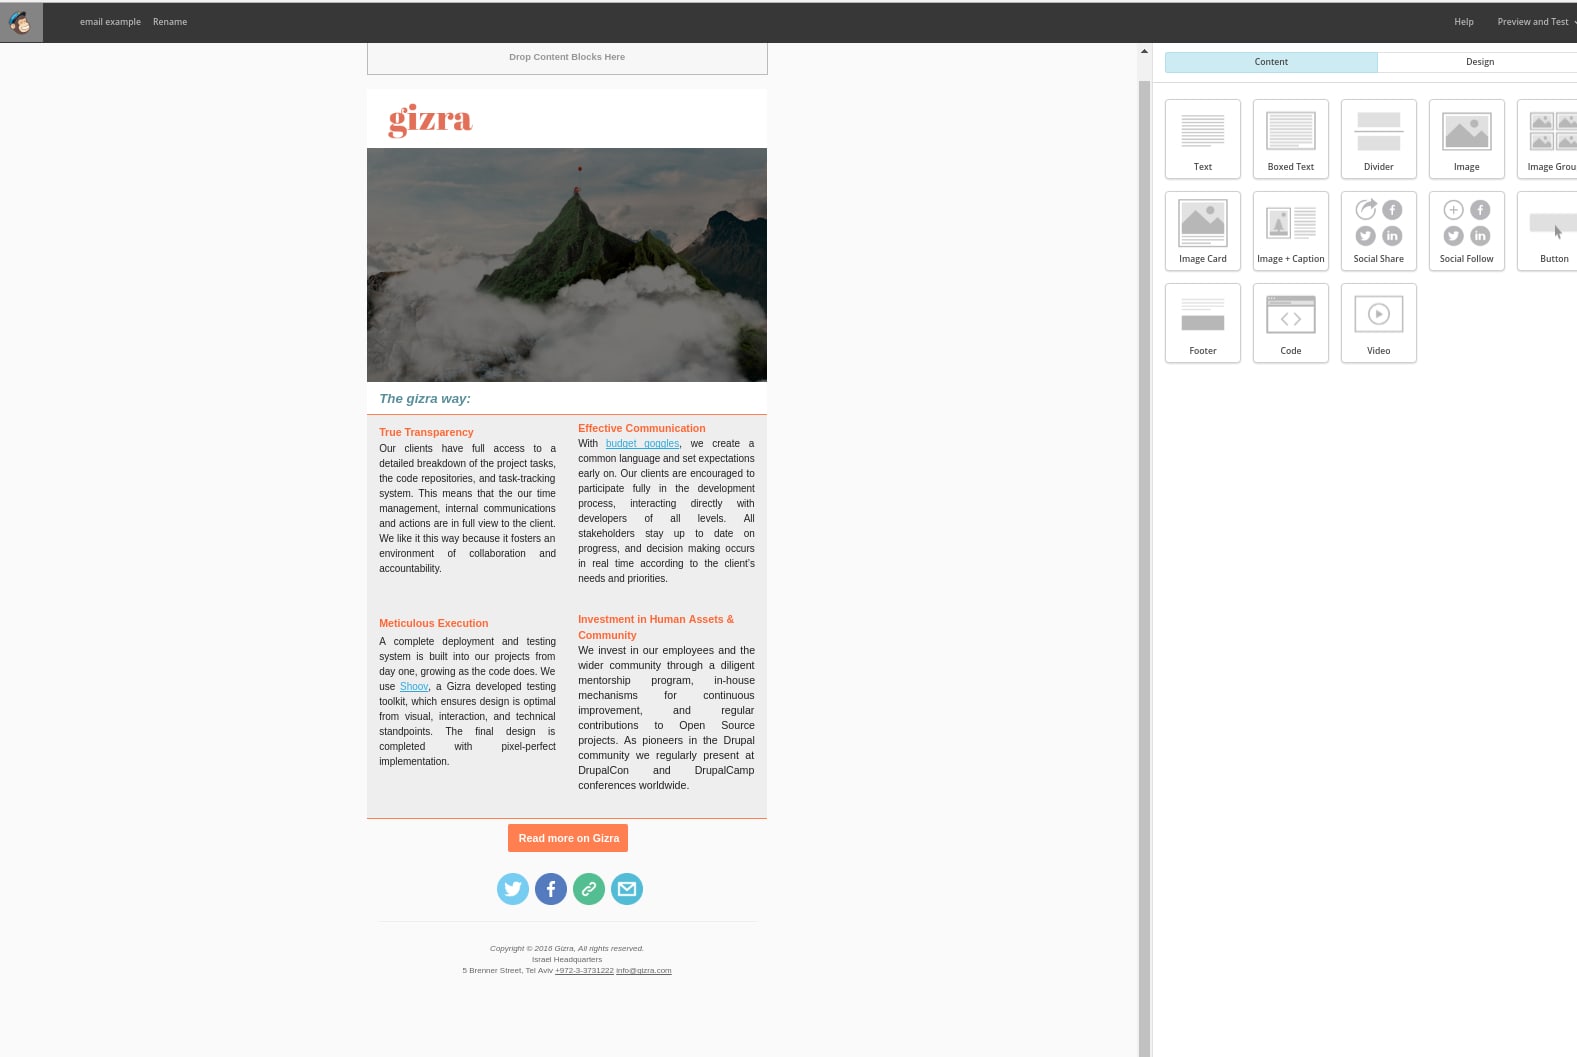 email example Rename Help Preview and Test
Drop Content Blocks Here
gizra
The gizra way:
True Transparency
Our clients have full access to a
detailed breakdown of the project tasks,
the code repositories, and task-tracking
system. This means that the our time
management, internal communications
and actions are in full view to the client.
We like it this way because it fosters an
environment of collaboration and
accountability.
Effective Communication
With budget goggles, we create a
common language and set expectations
early on. Our clients are encouraged to
participate fully in the development
process, interacting directly with
developers of all levels. All
stakeholders stay up to date on
progress, and decision making occurs
in real time according to the client's
needs and priorities.
Meticulous Execution
A complete deployment and testing
system is built into our projects from
day one, growing as the code does. We
use Shoov, a Gizra developed testing
toolkit, which ensures design is optimal
from visual, interaction, and technical
standpoints. The final design is
completed with pixel-perfect
implementation.
Investment in Human Assets &
Community
We invest in our employees and the
wider community through a diligent
mentorship program, in-house
mechanisms for continuous
improvement, and regular
contributions to Open Source
projects. As pioneers in the Drupal
community we regularly present at
DrupalCon and DrupalCamp
conferences worldwide.
Read more on Gizra
Copyright © 2016 Gizra, All rights reserved.
Israel Headquarters
5 Brenner Street, Tel Aviv +972-3-3731222 info@gizra.com
Content Design
Text Boxed Text Divider Image Image Grou
Image Card Image + Caption Social Share Social Follow Button
Footer Code Video